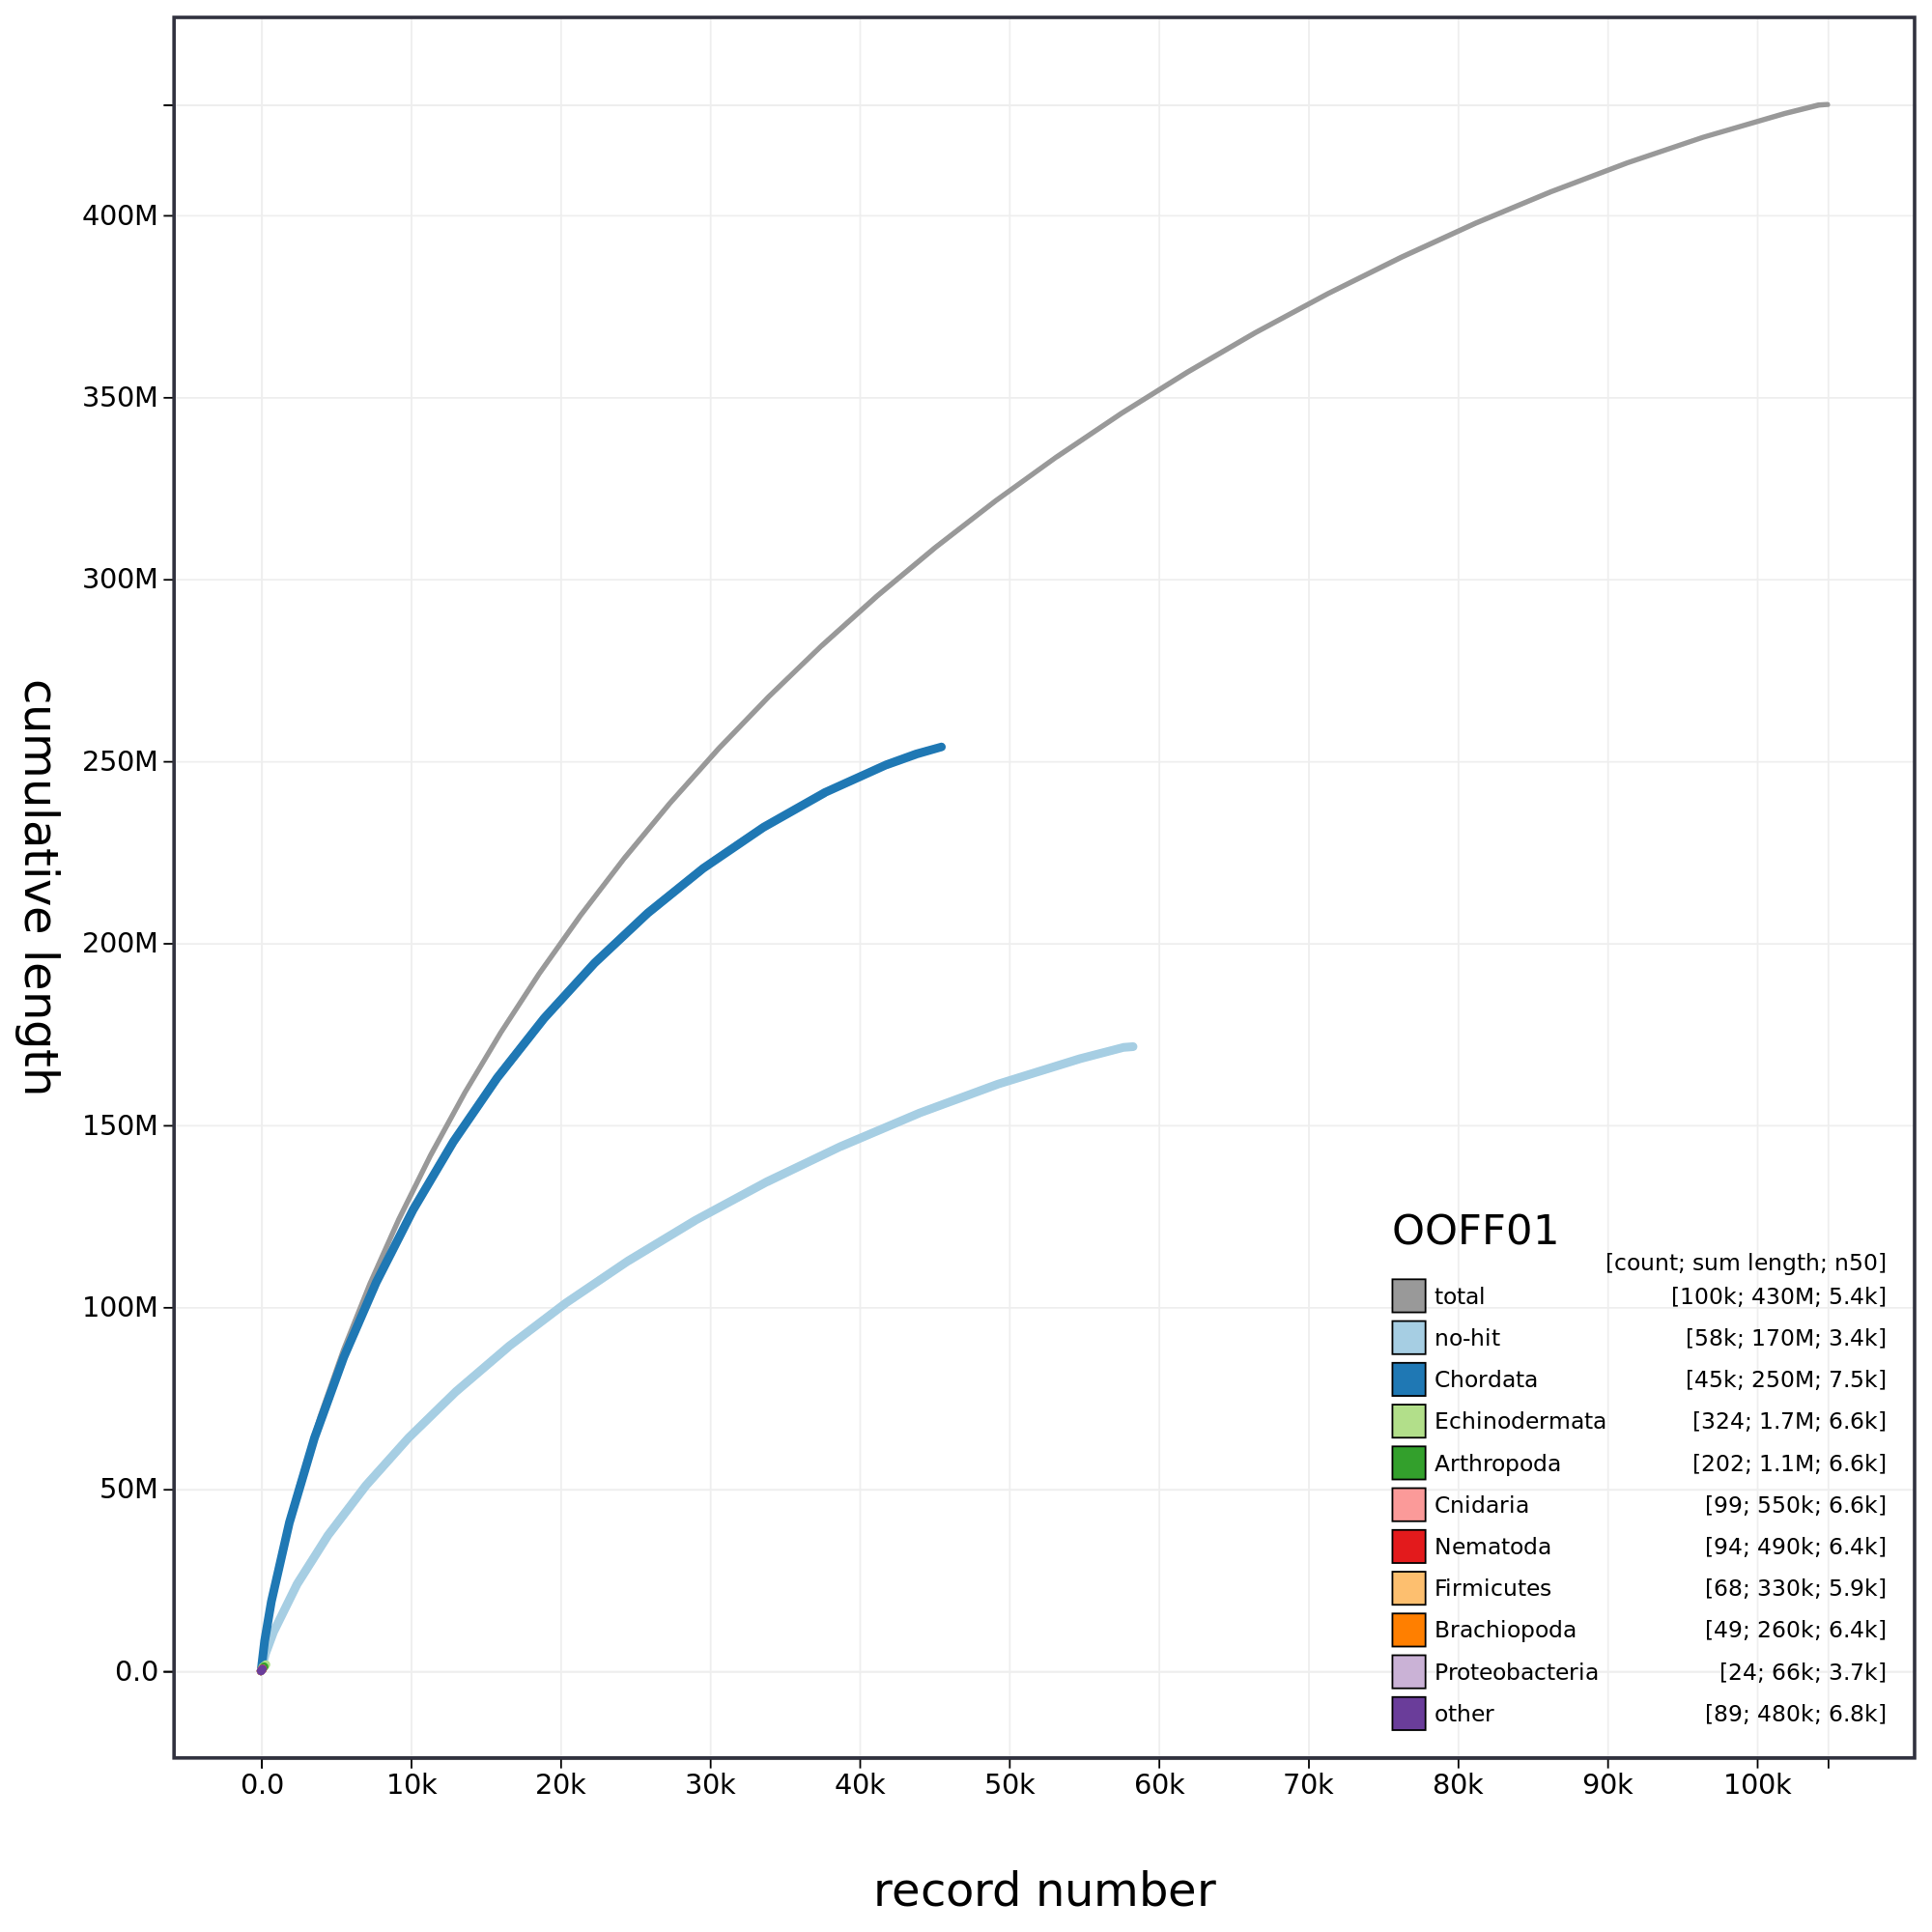 400M
350M
300M
250M
200M
150M
100M
50M
0.0
cumulative length
0.0 10k 20k 30k 40k 50k 60k 70k 80k 90k 100k
record number
OOFF01
[count; sum length; n50]
total [100k; 430M; 5.4k]
no-hit [58k; 170M; 3.4k]
Chordata [45k; 250M; 7.5k]
Echinodermata [324; 1.7M; 6.6k]
Arthropoda [202; 1.1M; 6.6k]
Cnidaria [99; 550k; 6.6k]
Nematoda [94; 490k; 6.4k]
Firmicutes [68; 330k; 5.9k]
Brachiopoda [49; 260k; 6.4k]
Proteobacteria [24; 66k; 3.7k]
other [89; 480k; 6.8k]